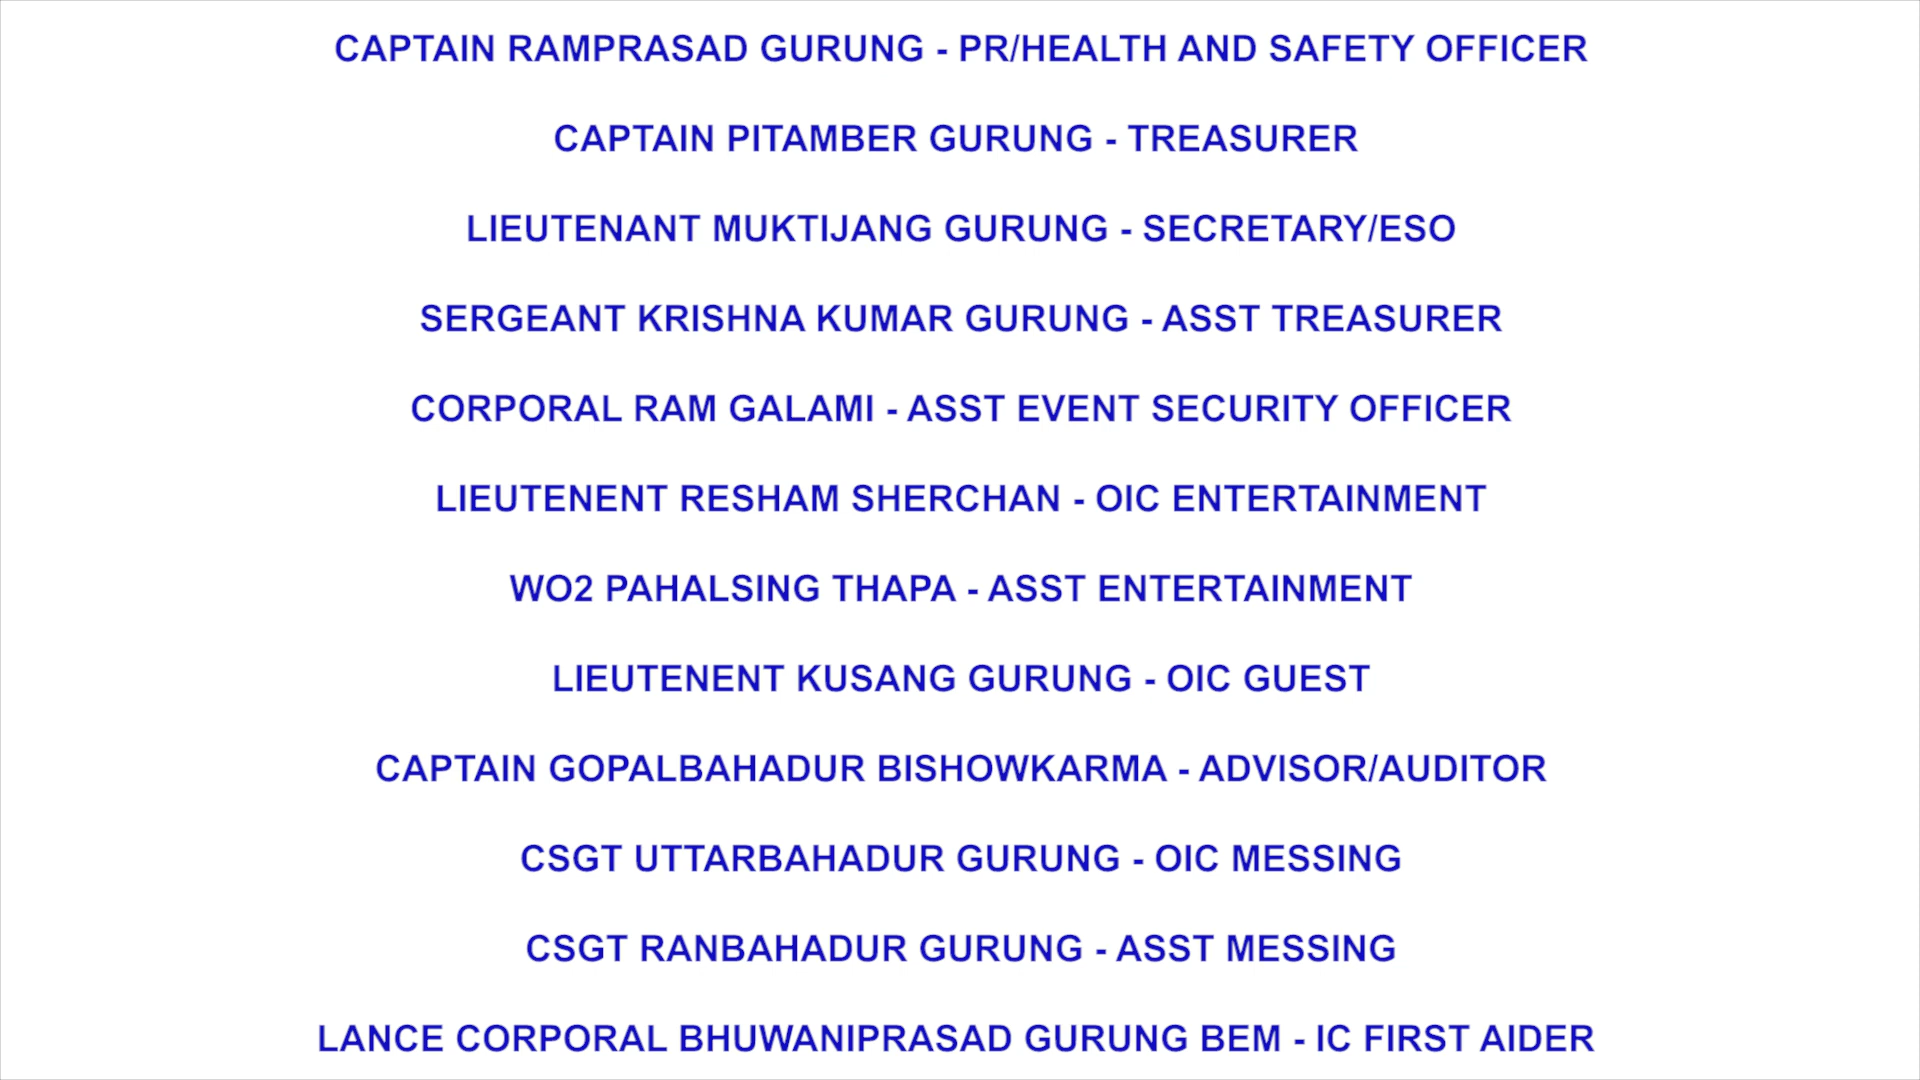 CAPTAIN RAMPRASAD GURUNG - PR/HEALTH AND SAFETY OFFICER
CAPTAIN PITAMBER GURUNG - TREASURER
LIEUTENANT MUKTIJANG GURUNG - SECRETARY/ESO
SERGEANT KRISHNA KUMAR GURUNG - ASST TREASURER
CORPORAL RAM GALAMI - ASST EVENT SECURITY OFFICER
LIEUTENENT RESHAM SHERCHAN - OIC ENTERTAINMENT
WO2 PAHALSING THAPA - ASST ENTERTAINMENT
LIEUTENENT KUSANG GURUNG - OIC GUEST
CAPTAIN GOPALBAHADUR BISHOWKARMA - ADVISOR/AUDITOR
CSGT UTTARBAHADUR GURUNG - OIC MESSING
CSGT RANBAHADUR GURUNG - ASST MESSING
LANCE CORPORAL BHUWANIPRASAD GURUNG BEM - IC FIRST AIDER